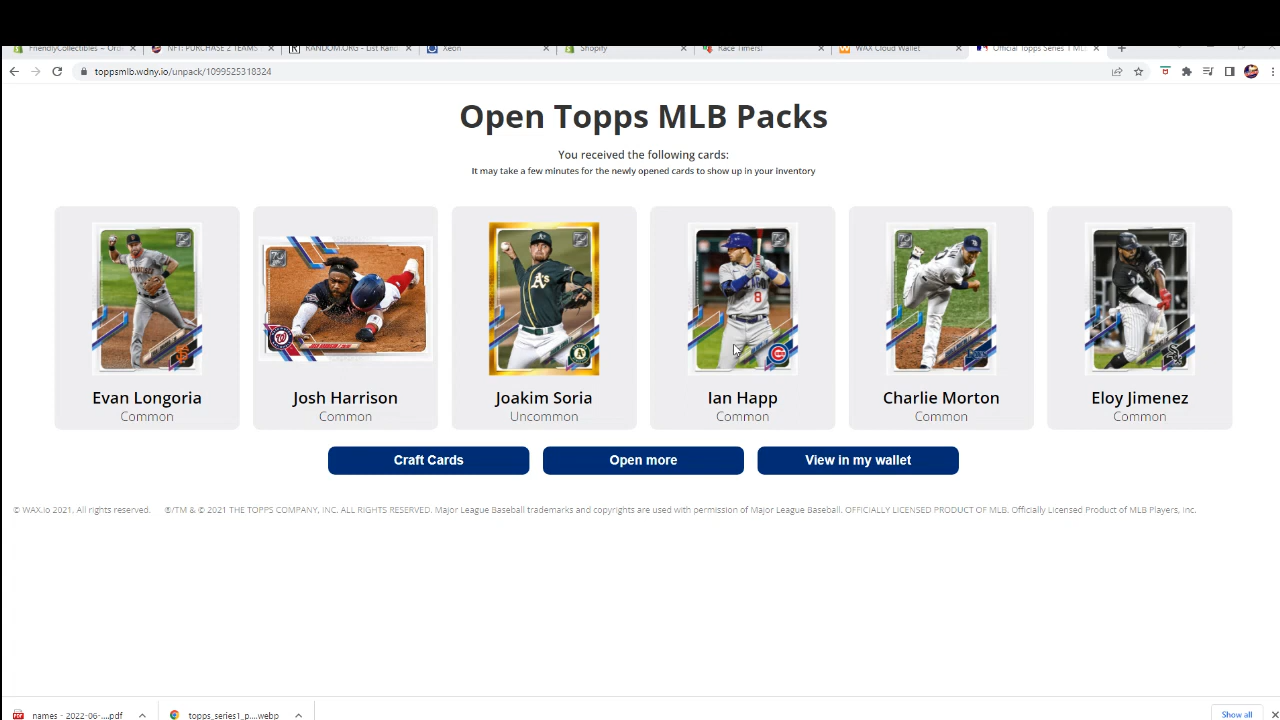 FriendlyCollectibles - Ord
NFT: PURCHASE 2 TEAMS
RANDOM.ORG - List Rand
Xeon
Shopify
Race Timers!
WAX Cloud Wallet
Official Topps Series 1 ML
toppsmlb.wdny.io/unpack/1099525318324
Open Topps MLB Packs
You received the following cards:
It may take a few minutes for the newly opened cards to show up in your inventory
A's
8
Evan Longoria
Common
Josh Harrison
Common
Joakim Soria
Uncommon
Ian Happ
Common
Charlie Morton
Common
Eloy Jimenez
Common
Craft Cards
Open more
View in my wallet
© WAX.io 2021. All rights reserved. ®/TM & © 2021 THE TOPPS COMPANY, INC. ALL RIGHTS RESERVED. Major League Baseball trademarks and copyrights are used with permission of Major League Baseball. OFFICIALLY LICENSED PRODUCT OF MLB. Officially Licensed Product of MLB Players, Inc.
names - 2022-06-....pdf
topps_series1_p....webp
Show all